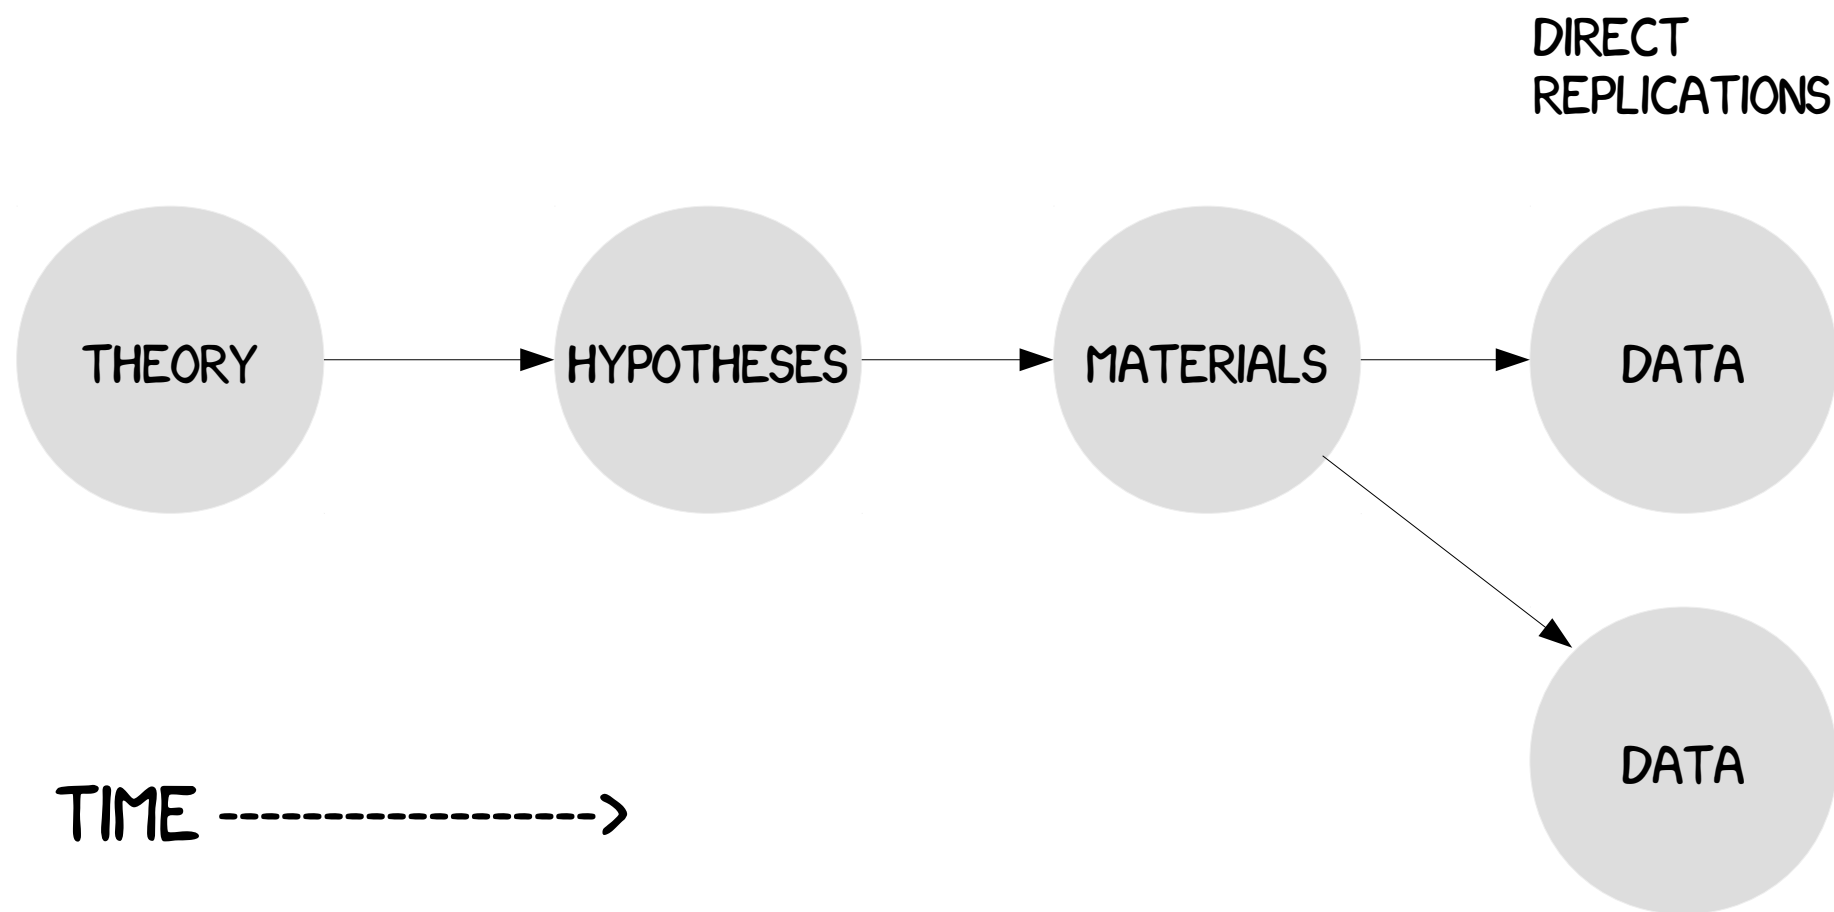 DIRECT
REPLICATIONS
THEORY
HYPOTHESES
MATERIALS
DATA
DATA
TIME